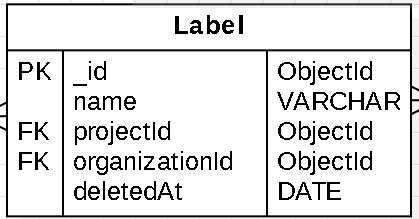 Label
PK _id ObjectId
name VARCHAR
FK projectId ObjectId
FK organizationId ObjectId
deletedAt DATE